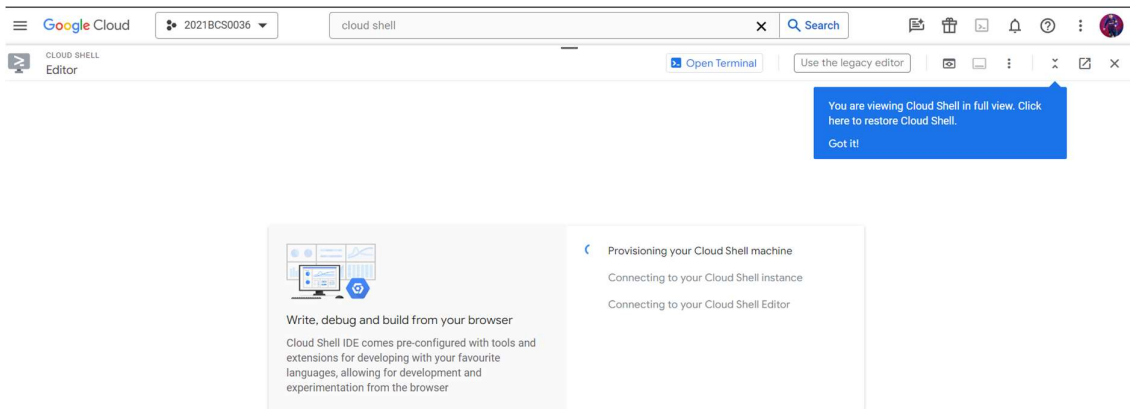 Google Cloud
2021BCS0036
cloud shell
Search
CLOUD SHELL
Editor
Open Terminal
Use the legacy editor
You are viewing Cloud Shell in full view. Click
here to restore Cloud Shell.
Got it!
Write, debug and build from your browser
Cloud Shell IDE comes pre-configured with tools and
extensions for developing with your favourite
languages, allowing for development and
experimentation from the browser
Provisioning your Cloud Shell machine
Connecting to your Cloud Shell instance
Connecting to your Cloud Shell Editor